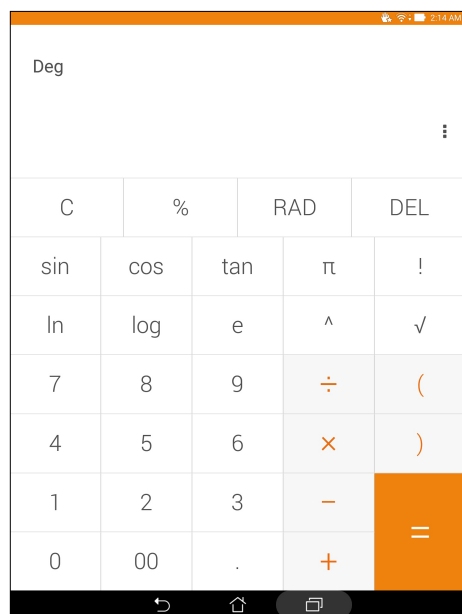 2:14 AM
Deg
C % RAD DEL
sin cos tan π !
ln log e ^ √
7 8 9 ÷ (
4 5 6 × )
1 2 3 −
=
0 00 . +